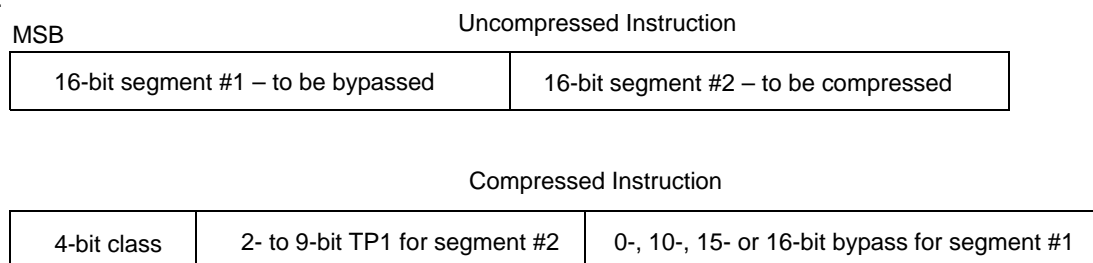 Uncompressed Instruction
MSB
16-bit segment #1 – to be bypassed
16-bit segment #2 – to be compressed
Compressed Instruction
4-bit class
2- to 9-bit TP1 for segment #2
0-, 10-, 15- or 16-bit bypass for segment #1